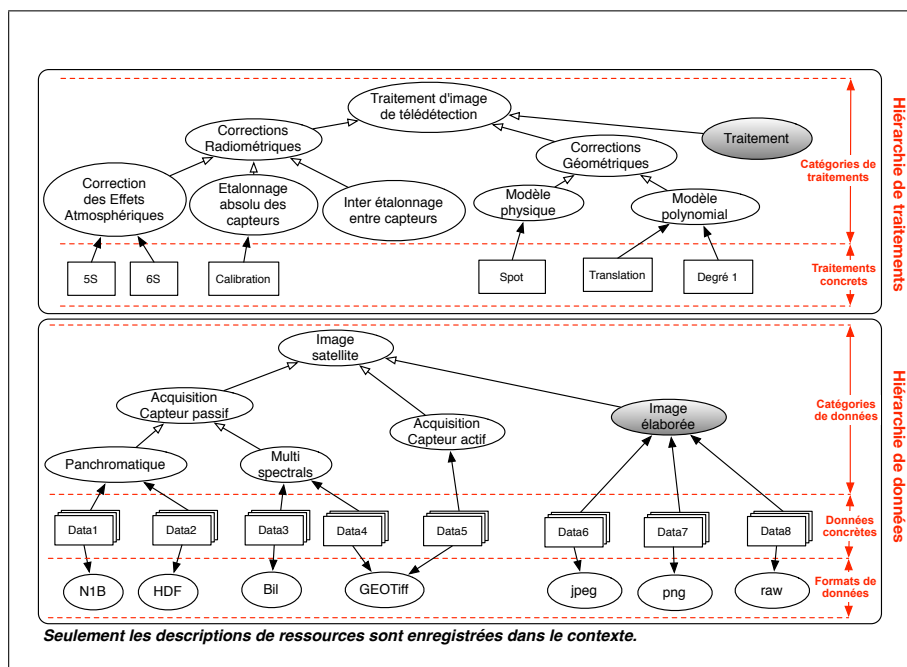 Traitement d'image
de télédétection
Corrections
Radiométriques
Traitement
Corrections
Géométriques
Correction
des Effets
Atmosphériques
Etalonnage
absolu des
capteurs
Inter étalonnage
entre capteurs
Modèle
physique
Modèle
polynomial
Catégories de
traitements
5S
6S
Calibration
Spot
Translation
Degré 1
Traitements
concrets
Hiérarchie de traitements
Image
satellite
Acquisition
Capteur passif
Acquisition
Capteur actif
Image
élaborée
Catégories
de données
Panchromatique
Multi
spectrals
Data1
Data2
Data3
Data4
Data5
Data6
Data7
Data8
Données
concrètes
N1B
HDF
Bil
GEOTiff
jpeg
png
raw
Formats de
données
Hiérarchie de données
Seulement les descriptions de ressources sont enregistrées dans le contexte.